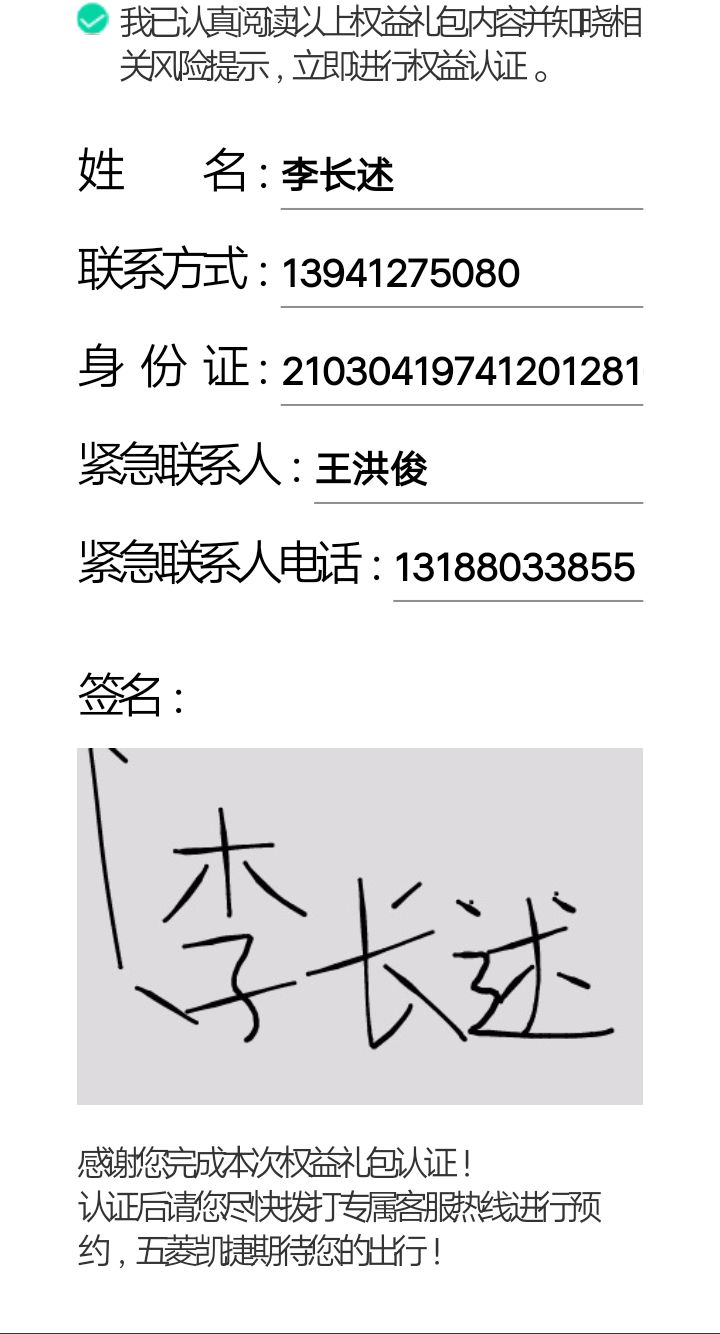 我已认真阅读以上权益礼包内容并知晓相
关风险提示，立即进行权益认证。
姓 名：李长述
联系方式：13941275080
身 份 证：21030419741201281
紧急联系人：王洪俊
紧急联系人电话：13188033855
签名：
李长述
感谢您完成本次权益礼包认证！
认证后请您尽快拨打专属客服热线进行预
约，五菱凯捷期待您的出行！